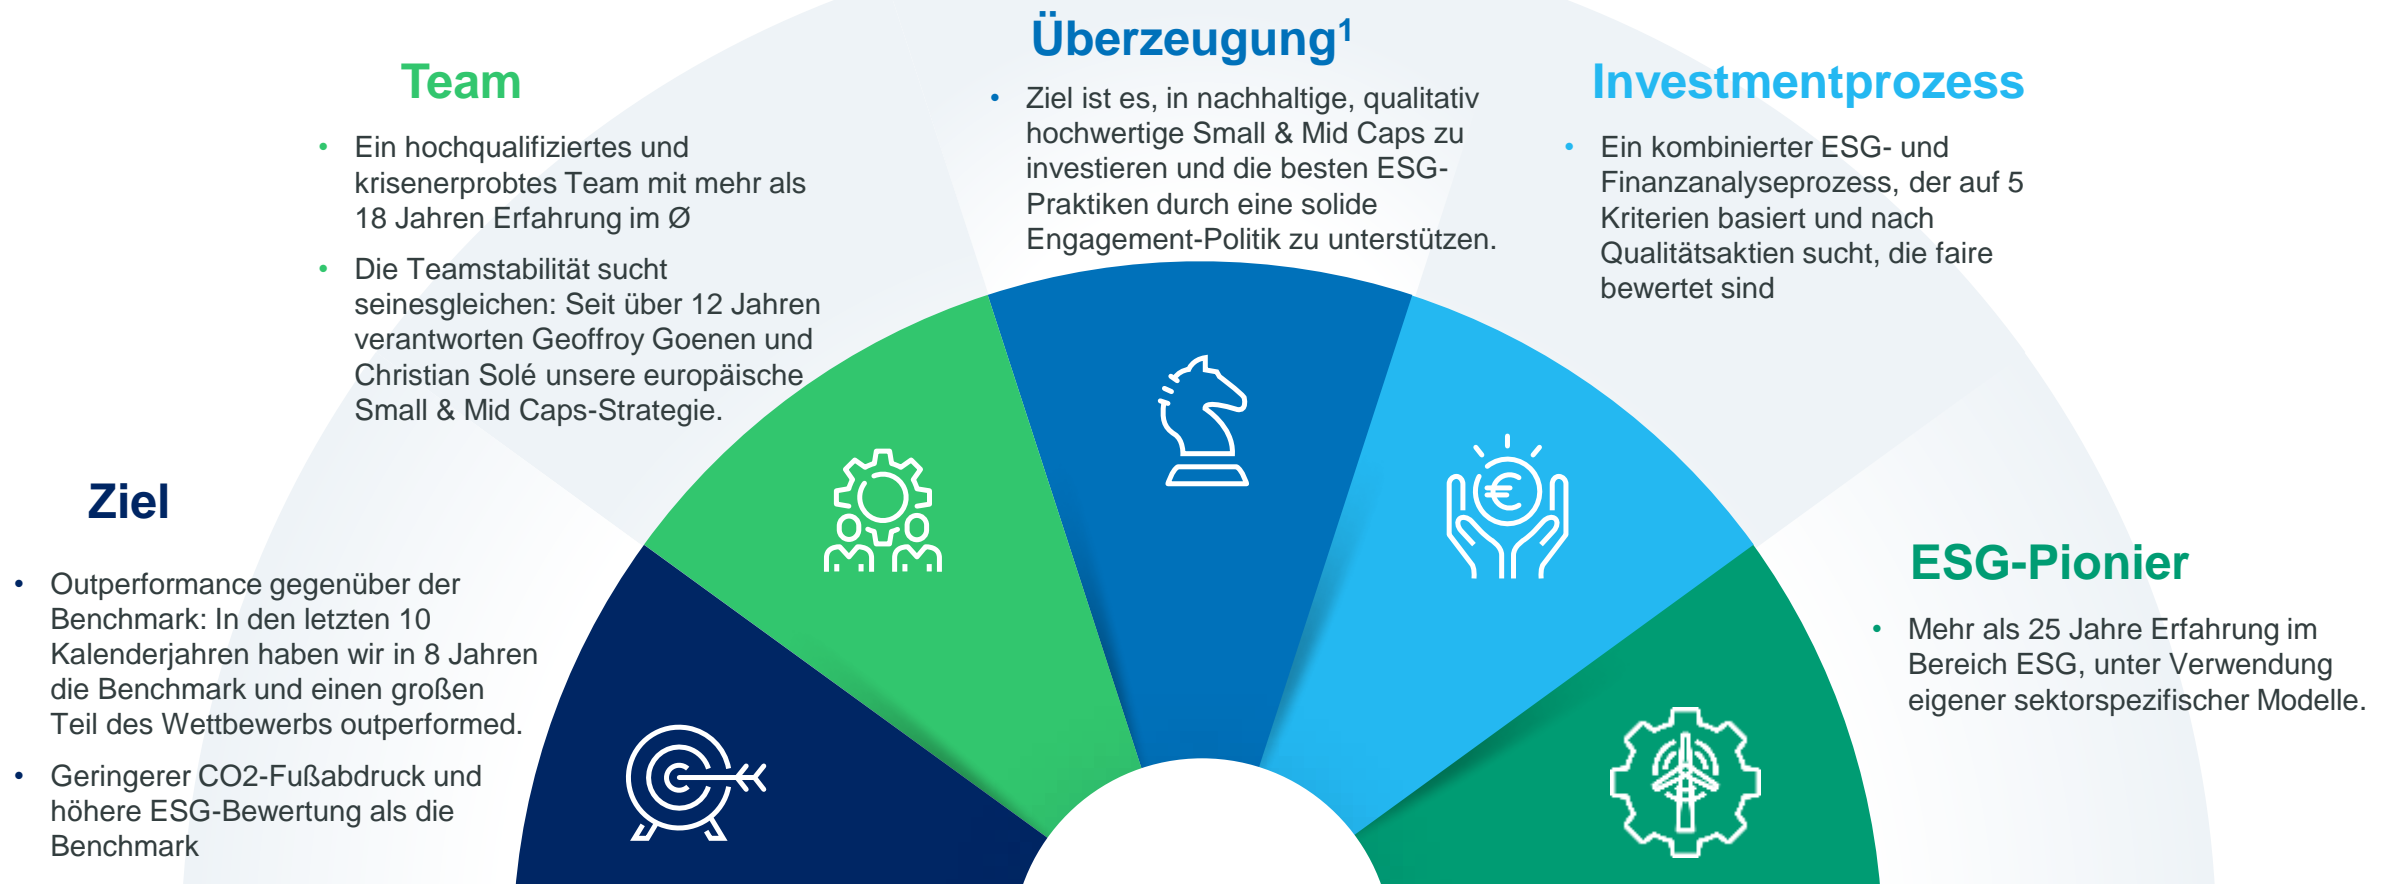 Ziel
• Outperformance gegenüber der
Benchmark: In den letzten 10
Kalenderjahren haben wir in 8 Jahren
die Benchmark und einen großen
Teil des Wettbewerbs outperformed.
• Geringerer CO2-Fußabdruck und
höhere ESG-Bewertung als die
Benchmark
Team
• Ein hochqualifiziertes und
krisenerprobtes Team mit mehr als
18 Jahren Erfahrung im Ø
• Die Teamstabilität sucht
seinesgleichen: Seit über 12 Jahren
verantworten Geoffroy Goenen und
Christian Solé unsere europäische
Small & Mid Caps-Strategie.
Überzeugung¹
• Ziel ist es, in nachhaltige, qualitativ
hochwertige Small & Mid Caps zu
investieren und die besten ESG-
Praktiken durch eine solide
Engagement-Politik zu unterstützen.
Investmentprozess
• Ein kombinierter ESG- und
Finanzanalyseprozess, der auf 5
Kriterien basiert und nach
Qualitätsaktien sucht, die faire
bewertet sind
ESG-Pionier
• Mehr als 25 Jahre Erfahrung im
Bereich ESG, unter Verwendung
eigener sektorspezifischer Modelle.
€